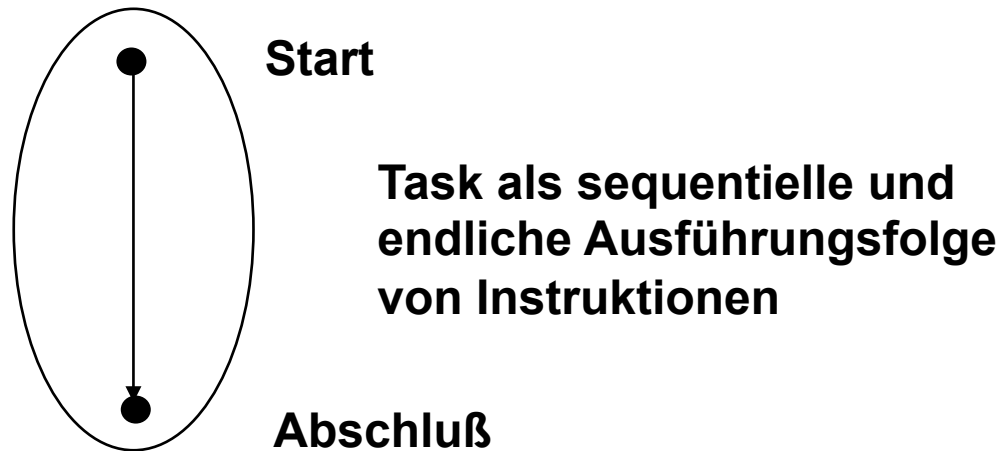 Start
Task als sequentielle und
endliche Ausführungsfolge
von Instruktionen
Abschluß